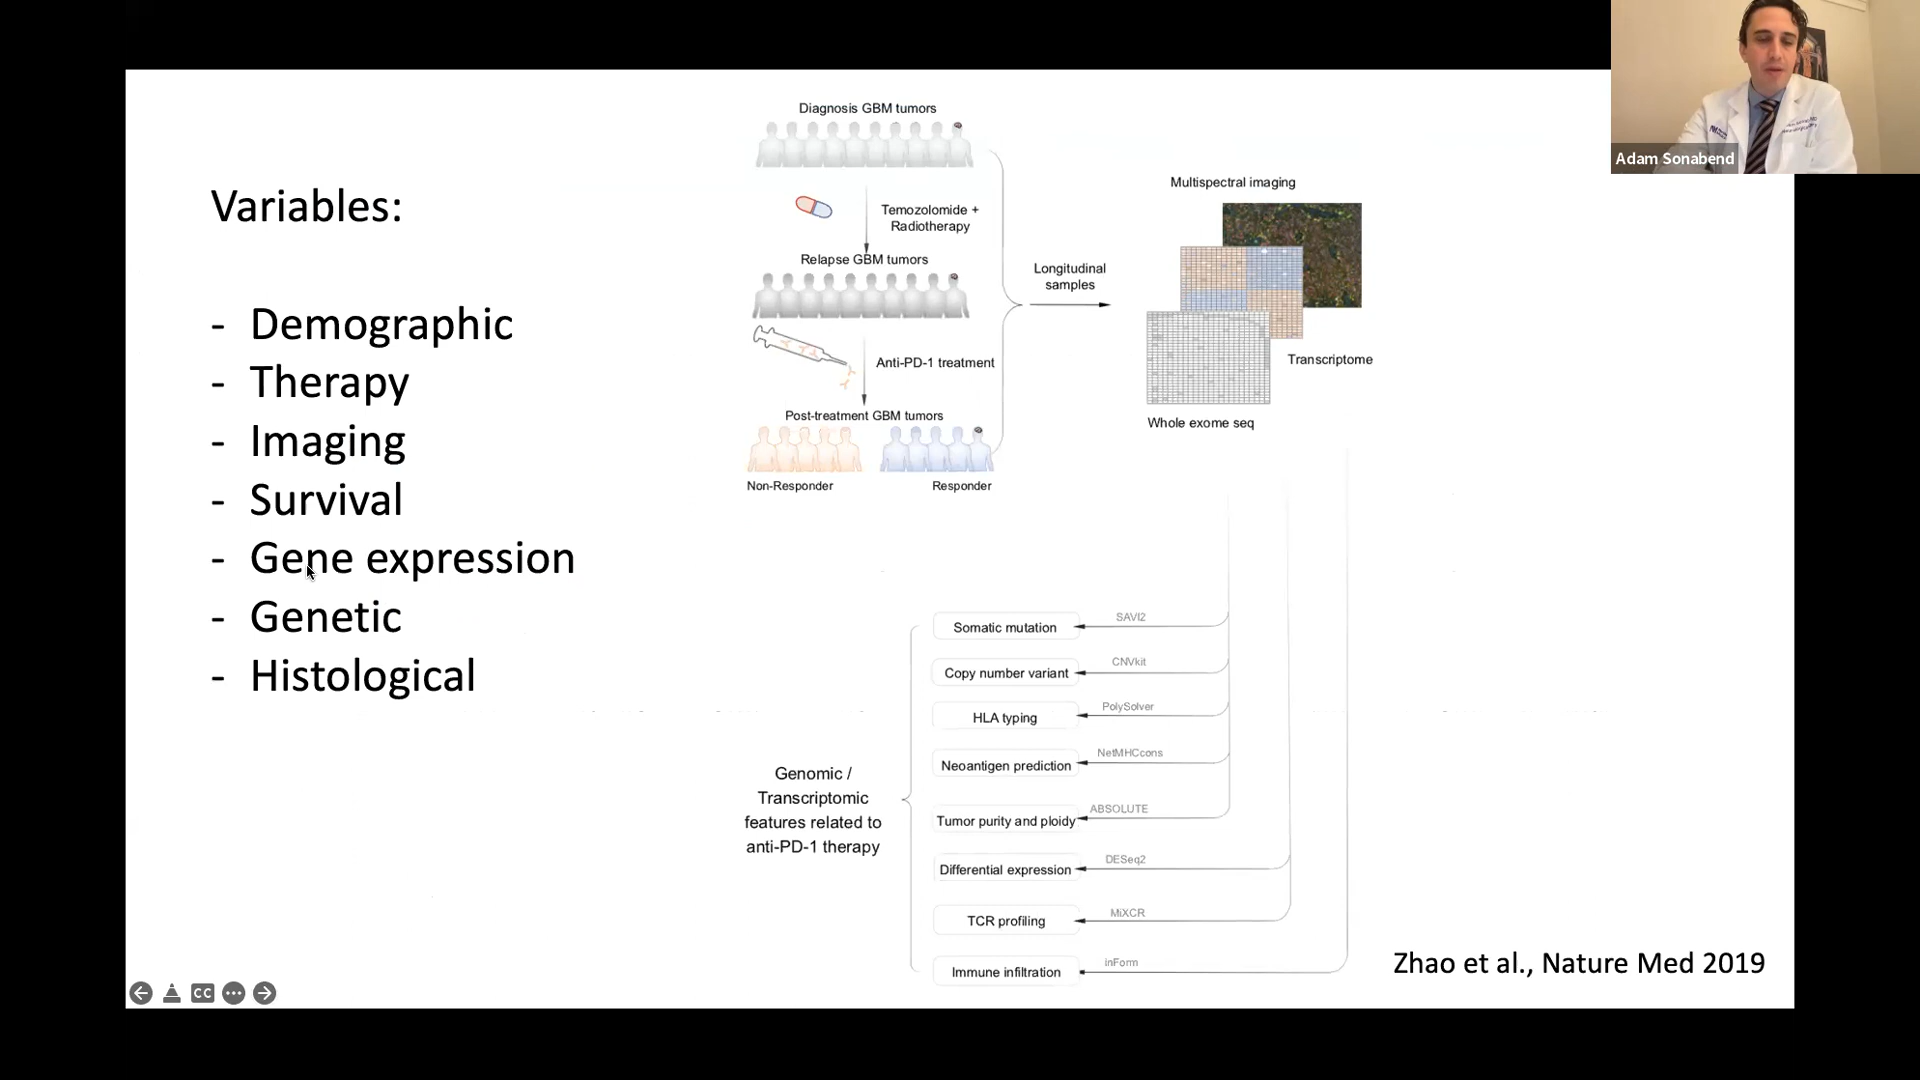 Adam Sonabend
Variables:
- Demographic
- Therapy
- Imaging
- Survival
- Gene expression
- Genetic
- Histological
Diagnosis GBM tumors
Temozolomide +
Radiotherapy
Relapse GBM tumors
Anti-PD-1 treatment
Post-treatment GBM tumors
Non-Responder
Responder
Longitudinal
samples
Multispectral imaging
Transcriptome
Whole exome seq
Genomic /
Transcriptomic
features related to
anti-PD-1 therapy
Somatic mutation
SAVI2
Copy number variant
CNVkit
HLA typing
PolySolver
Neoantigen prediction
NetMHCcons
Tumor purity and ploidy
ABSOLUTE
Differential expression
DESeq2
TCR profiling
MiXCR
Immune infiltration
inForm
Zhao et al., Nature Med 2019
CC